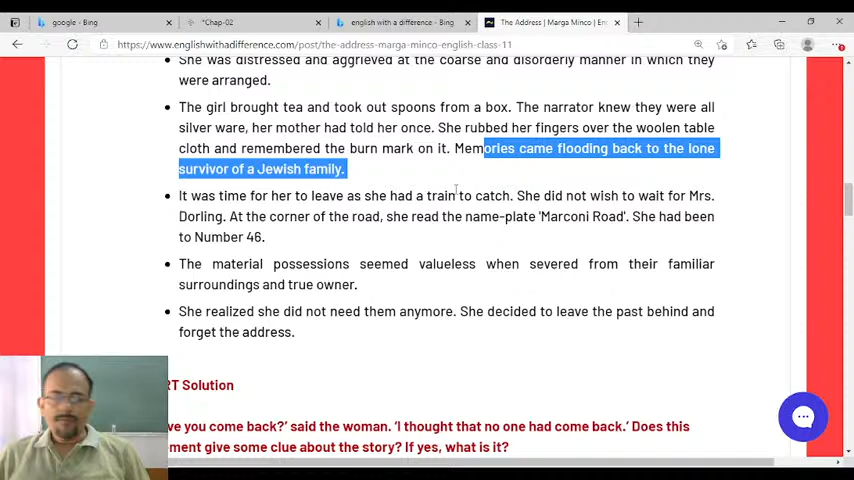 google - Bing
*Chap-02
english with a difference - Bing
The Address | Marga Minco | En
https://www.englishwithadifference.com/post/the-address-marga-minco-english-class-11
She was distressed and aggrieved at the coarse and disorderly manner in which they
were arranged.
The girl brought tea and took out spoons from a box. The narrator knew they were all
silver ware, her mother had told her once. She rubbed her fingers over the woolen table
cloth and remembered the burn mark on it. Memories came flooding back to the lone
survivor of a Jewish family.
It was time for her to leave as she had a train to catch. She did not wish to wait for Mrs.
Dorling. At the corner of the road, she read the name-plate 'Marconi Road'. She had been
to Number 46.
The material possessions seemed valueless when severed from their familiar
surroundings and true owner.
She realized she did not need them anymore. She decided to leave the past behind and
forget the address.
RT Solution
ve you come back?' said the woman. 'I thought that no one had come back.' Does this
ment give some clue about the story? If yes, what is it?